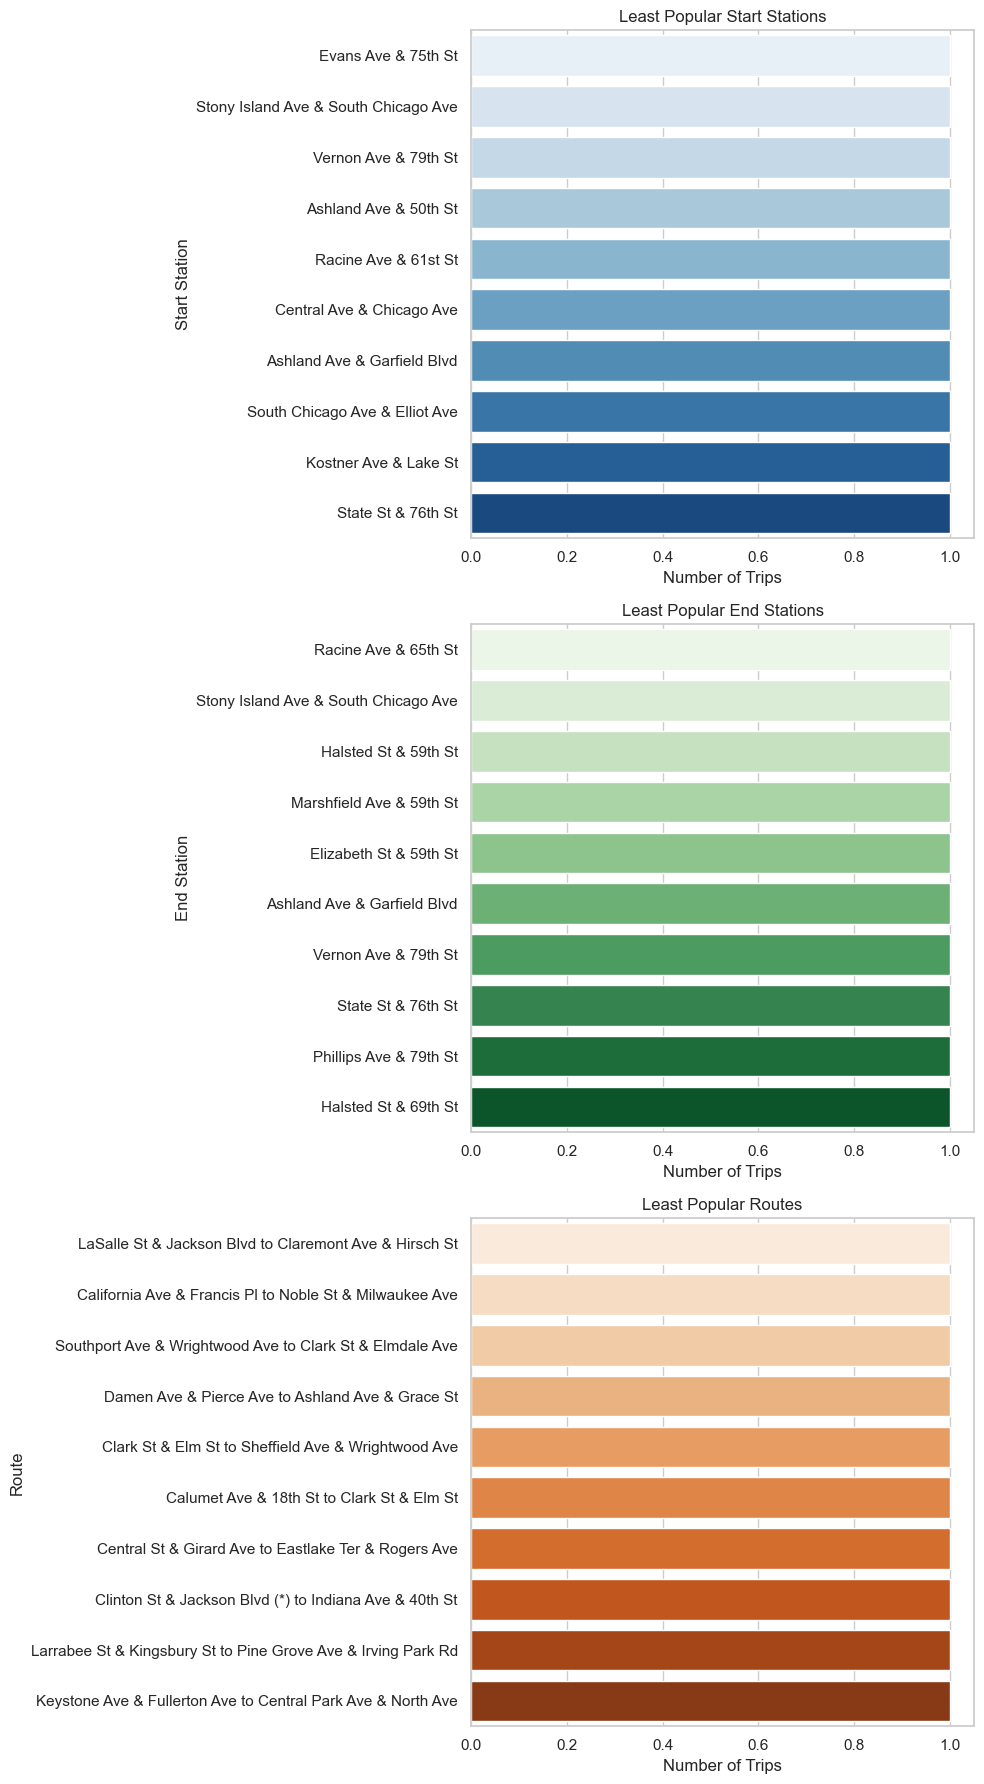 Least Popular Start Stations
Start Station
Evans Ave & 75th St
Stony Island Ave & South Chicago Ave
Vernon Ave & 79th St
Ashland Ave & 50th St
Racine Ave & 61st St
Central Ave & Chicago Ave
Ashland Ave & Garfield Blvd
South Chicago Ave & Elliot Ave
Kostner Ave & Lake St
State St & 76th St
0.0 0.2 0.4 0.6 0.8 1.0
Number of Trips
Least Popular End Stations
End Station
Racine Ave & 65th St
Stony Island Ave & South Chicago Ave
Halsted St & 59th St
Marshfield Ave & 59th St
Elizabeth St & 59th St
Ashland Ave & Garfield Blvd
Vernon Ave & 79th St
State St & 76th St
Phillips Ave & 79th St
Halsted St & 69th St
0.0 0.2 0.4 0.6 0.8 1.0
Number of Trips
Least Popular Routes
Route
LaSalle St & Jackson Blvd to Claremont Ave & Hirsch St
California Ave & Francis Pl to Noble St & Milwaukee Ave
Southport Ave & Wrightwood Ave to Clark St & Elmdale Ave
Damen Ave & Pierce Ave to Ashland Ave & Grace St
Clark St & Elm St to Sheffield Ave & Wrightwood Ave
Calumet Ave & 18th St to Clark St & Elm St
Central St & Girard Ave to Eastlake Ter & Rogers Ave
Clinton St & Jackson Blvd (*) to Indiana Ave & 40th St
Larrabee St & Kingsbury St to Pine Grove Ave & Irving Park Rd
Keystone Ave & Fullerton Ave to Central Park Ave & North Ave
0.0 0.2 0.4 0.6 0.8 1.0
Number of Trips